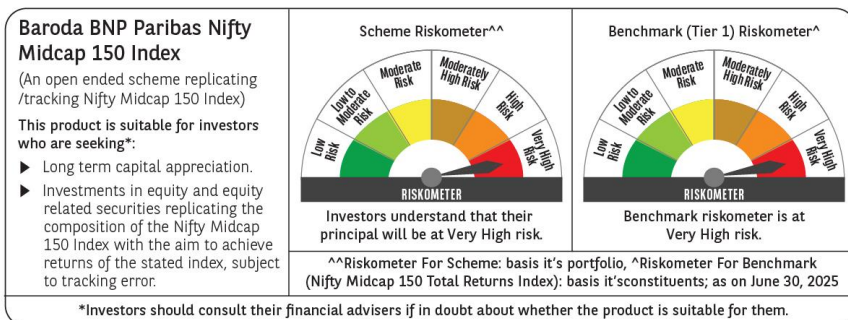 Baroda BNP Paribas Nifty
Midcap 150 Index
(An open ended scheme replicating
/tracking Nifty Midcap 150 Index)
This product is suitable for investors
who are seeking*:
▶ Long term capital appreciation.
▶ Investments in equity and equity
related securities replicating the
composition of the Nifty Midcap
150 Index with the aim to achieve
returns of the stated index, subject
to tracking error.
Scheme Riskometer^^
Low Risk
Low to Moderate Risk
Moderate Risk
Moderately High Risk
High Risk
Very High Risk
RISKOMETER
Investors understand that their
principal will be at Very High risk.
Benchmark (Tier 1) Riskometer^
Low Risk
Low to Moderate Risk
Moderate Risk
Moderately High Risk
High Risk
Very High Risk
RISKOMETER
Benchmark riskometer is at
Very High risk.
^^Riskometer For Scheme: basis it's portfolio, ^Riskometer For Benchmark
(Nifty Midcap 150 Total Returns Index): basis it'sconstituents; as on June 30, 2025
*Investors should consult their financial advisers if in doubt about whether the product is suitable for them.